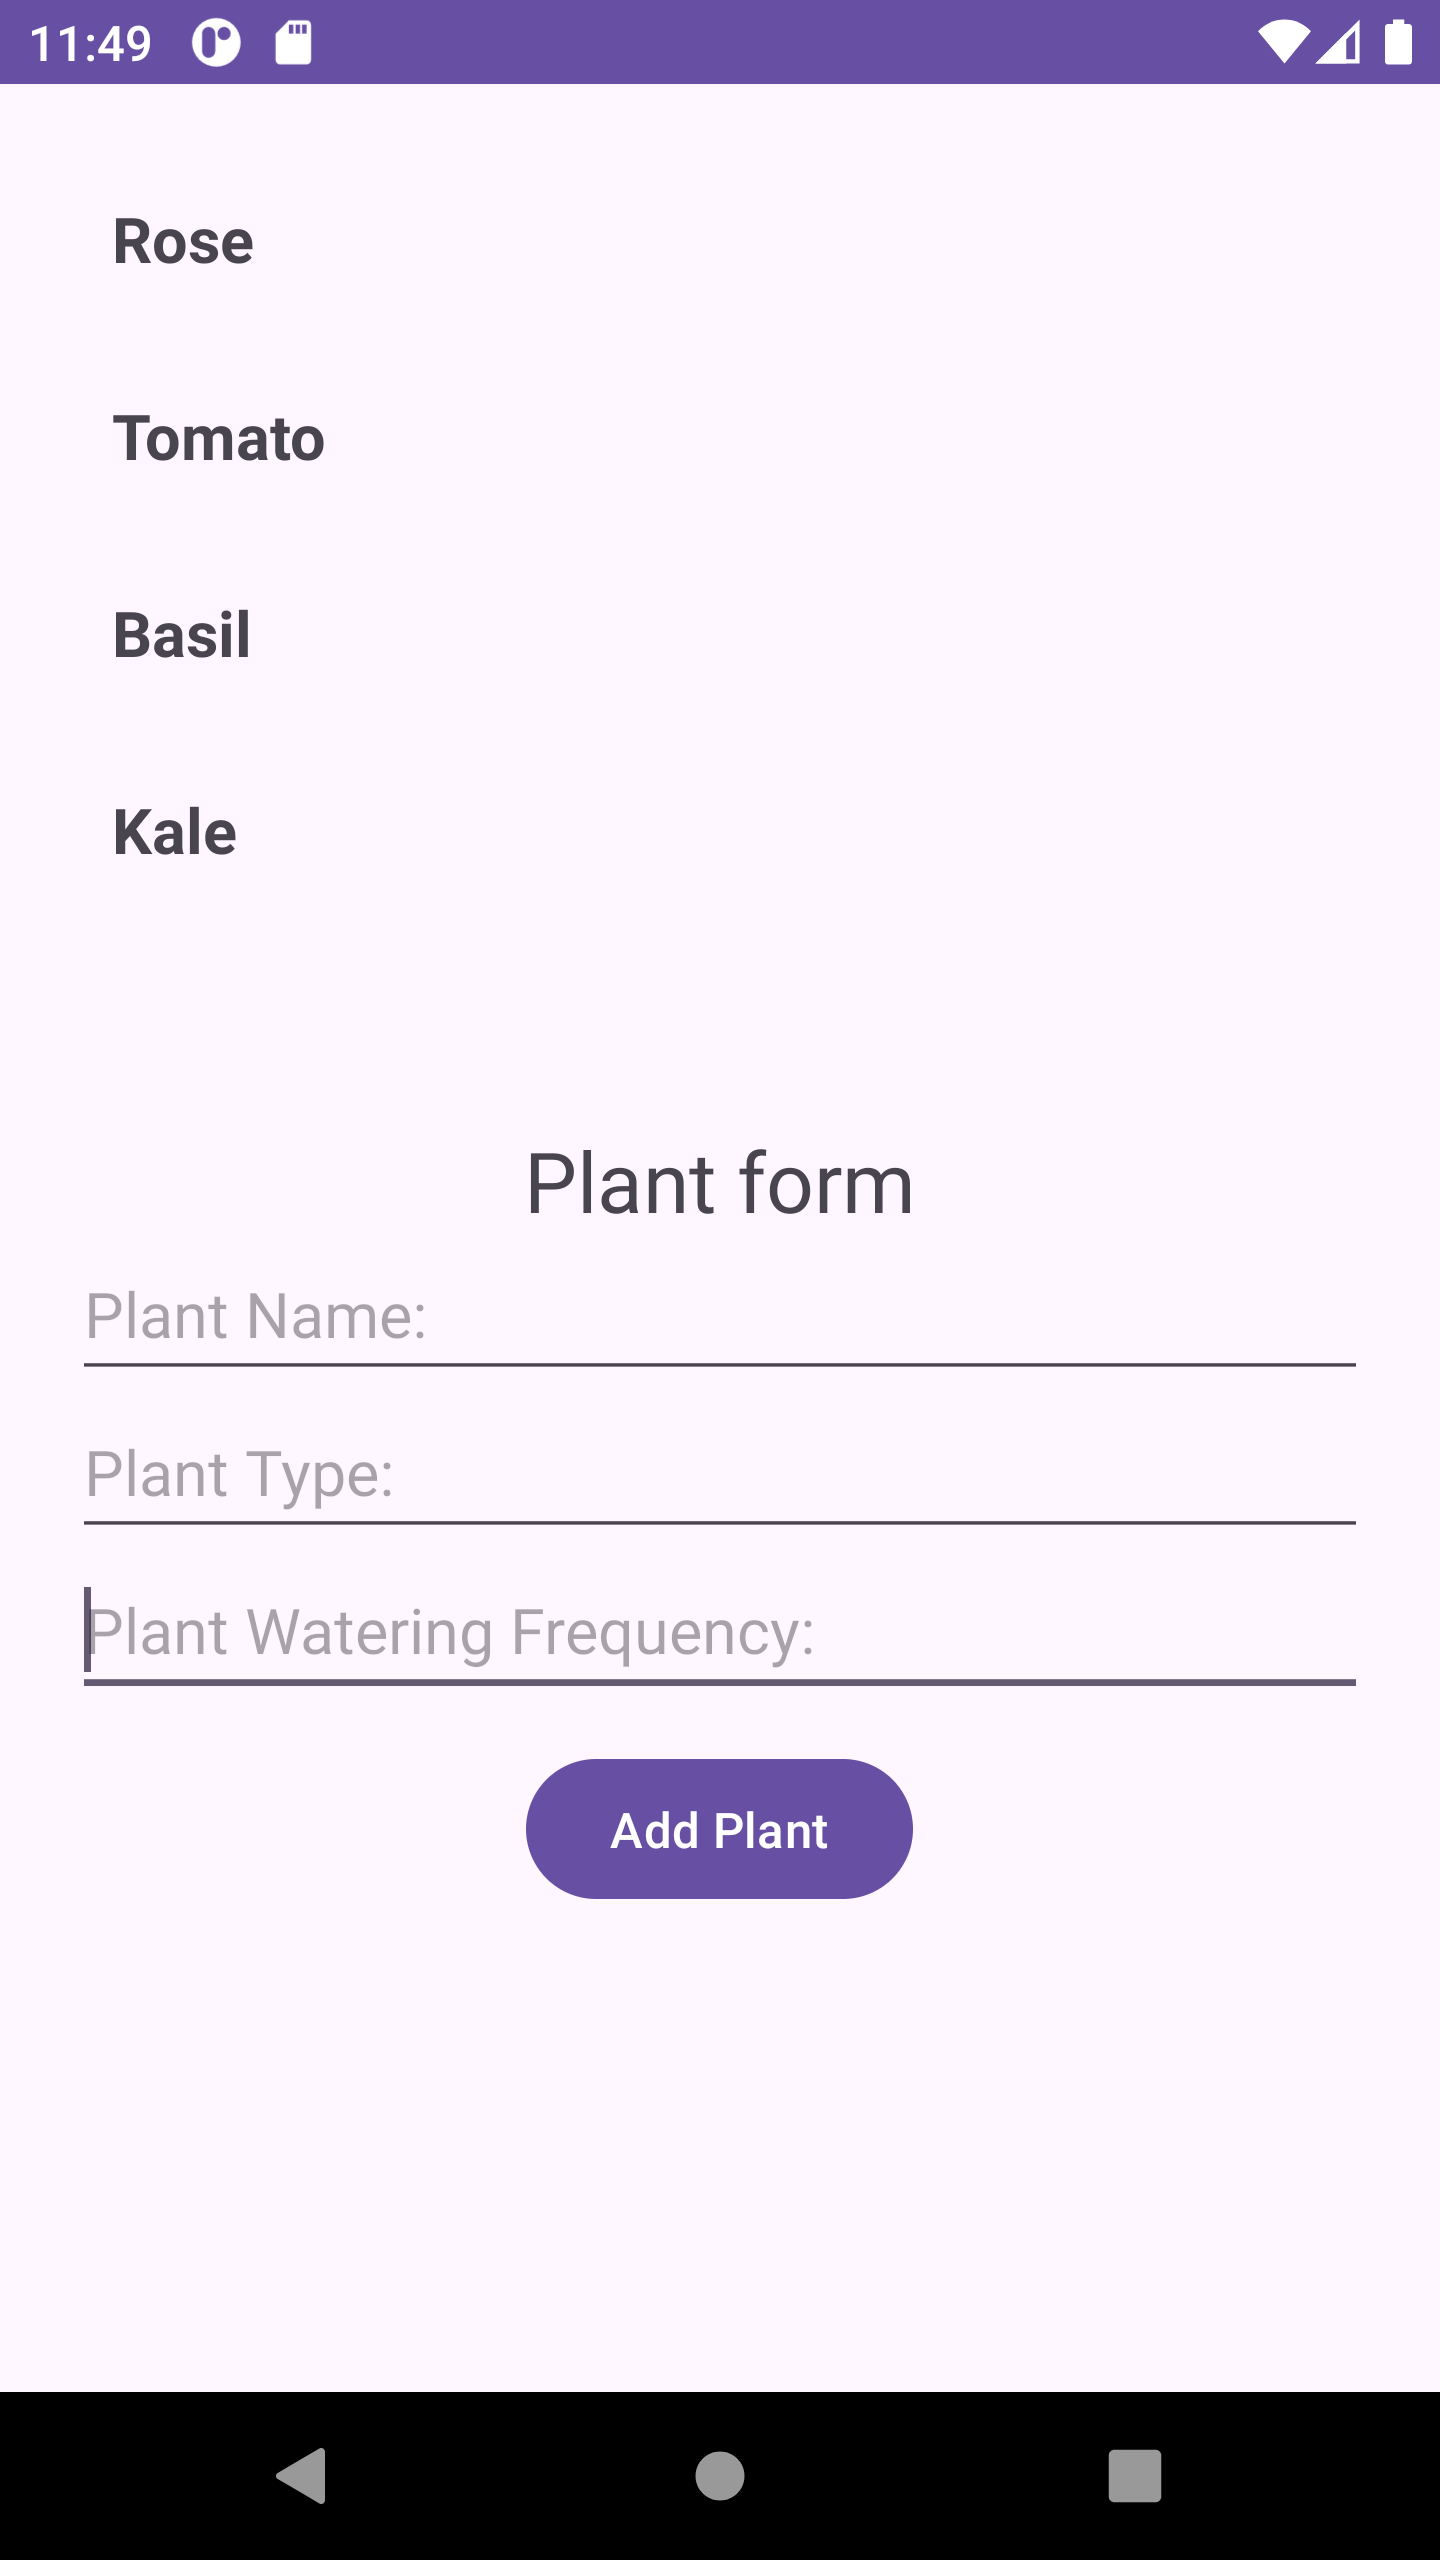 11:49
Rose
Tomato
Basil
Kale
Plant form
Plant Name:
Plant Type:
Plant Watering Frequency:
Add Plant